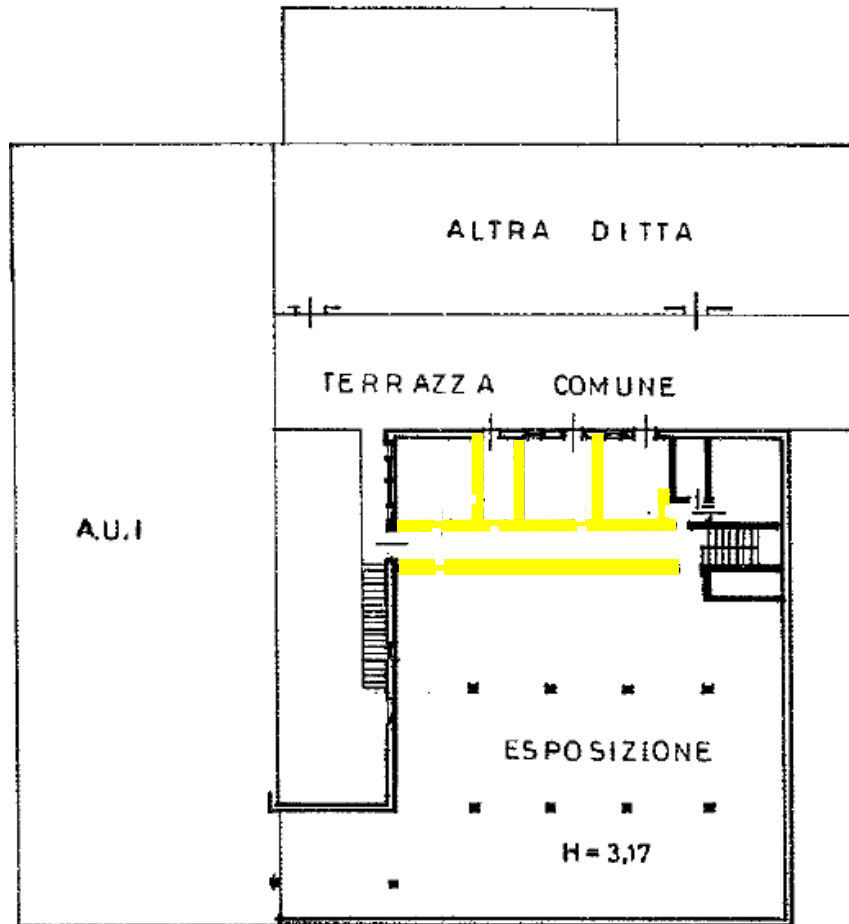 ALTRA DITTA
TERRAZZA COMUNE
A.U.I
ESPOSIZIONE
H = 3,17